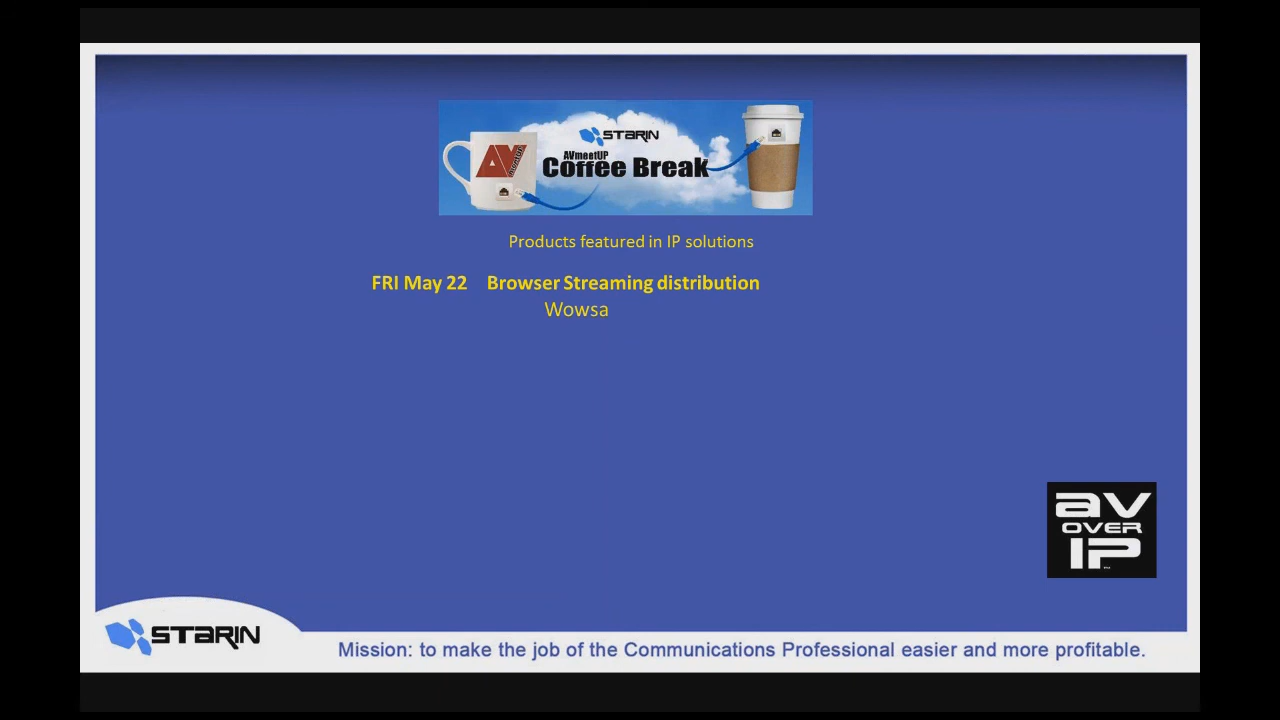 STARIN
AVmeetUP
Coffee Break
AV
Products featured in IP solutions
FRI May 22 Browser Streaming distribution
Wowsa
av
OVER
IP
STARIN
Mission: to make the job of the Communications Professional easier and more profitable.